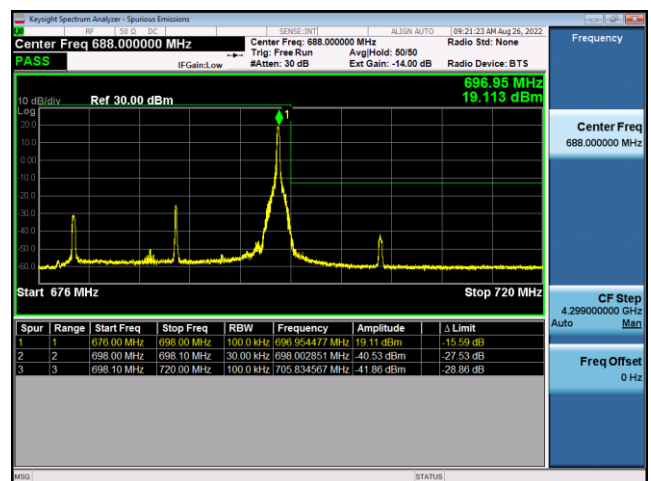 Keysight Spectrum Analyzer - Spurious Emissions
RF 50 Ω DC SENSE:INT ALIGN AUTO 09:21:23 AM Aug 26, 2022
Center Freq 688.000000 MHz Center Freq: 688.000000 MHz Radio Std: None
Trig: Free Run Avg|Hold: 50/50
PASS IFGain:Low #Atten: 30 dB Ext Gain: -14.00 dB Radio Device: BTS
Frequency
696.95 MHz
10 dB/div Ref 30.00 dBm 19.113 dBm
Log
1
20.0
10.0
0.00
-10.0
-20.0
-30.0
-40.0
-50.0
-60.0
Start 676 MHz Stop 720 MHz
Spur Range Start Freq Stop Freq RBW Frequency Amplitude Δ Limit
1 1 676.00 MHz 698.00 MHz 100.0 kHz 696.954477 MHz 19.11 dBm -15.59 dB
2 2 698.00 MHz 698.10 MHz 30.00 kHz 698.002851 MHz -40.53 dBm -27.53 dB
3 3 698.10 MHz 720.00 MHz 100.0 kHz 705.834567 MHz -41.86 dBm -28.86 dB
Center Freq
688.000000 MHz
CF Step
4.299000000 GHz
Auto Man
Freq Offset
0 Hz
MSG STATUS